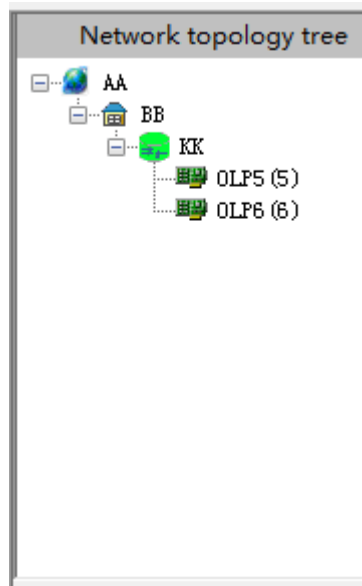 Network topology tree
AA
BB
KK
OLP5(5)
OLP6(6)